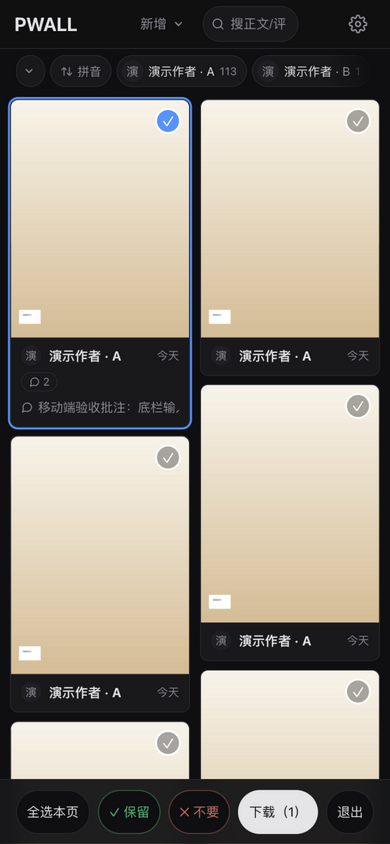 PWALL
新增
搜正文/评
拼音
演 演示作者 · A 113
演 演示作者 · B 1
演 演示作者 · A 今天
2
移动端验收批注：底栏输
演 演示作者 · A 今天
演 演示作者 · A 今天
演 演示作者 · A 今天
全选本页
保留
不要
下载（1）
退出